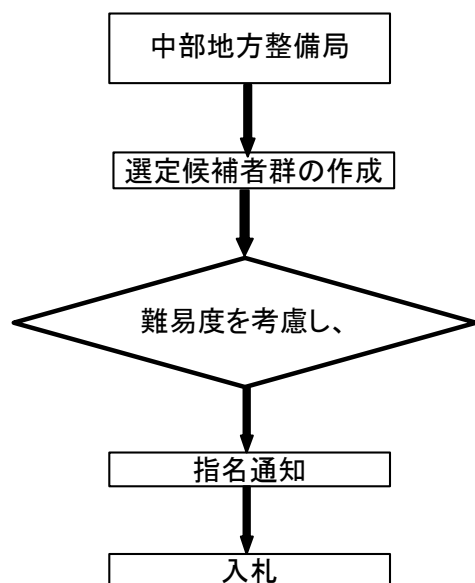 中部地方整備局
選定候補者群の作成
難易度を考慮し、
指名通知
入札